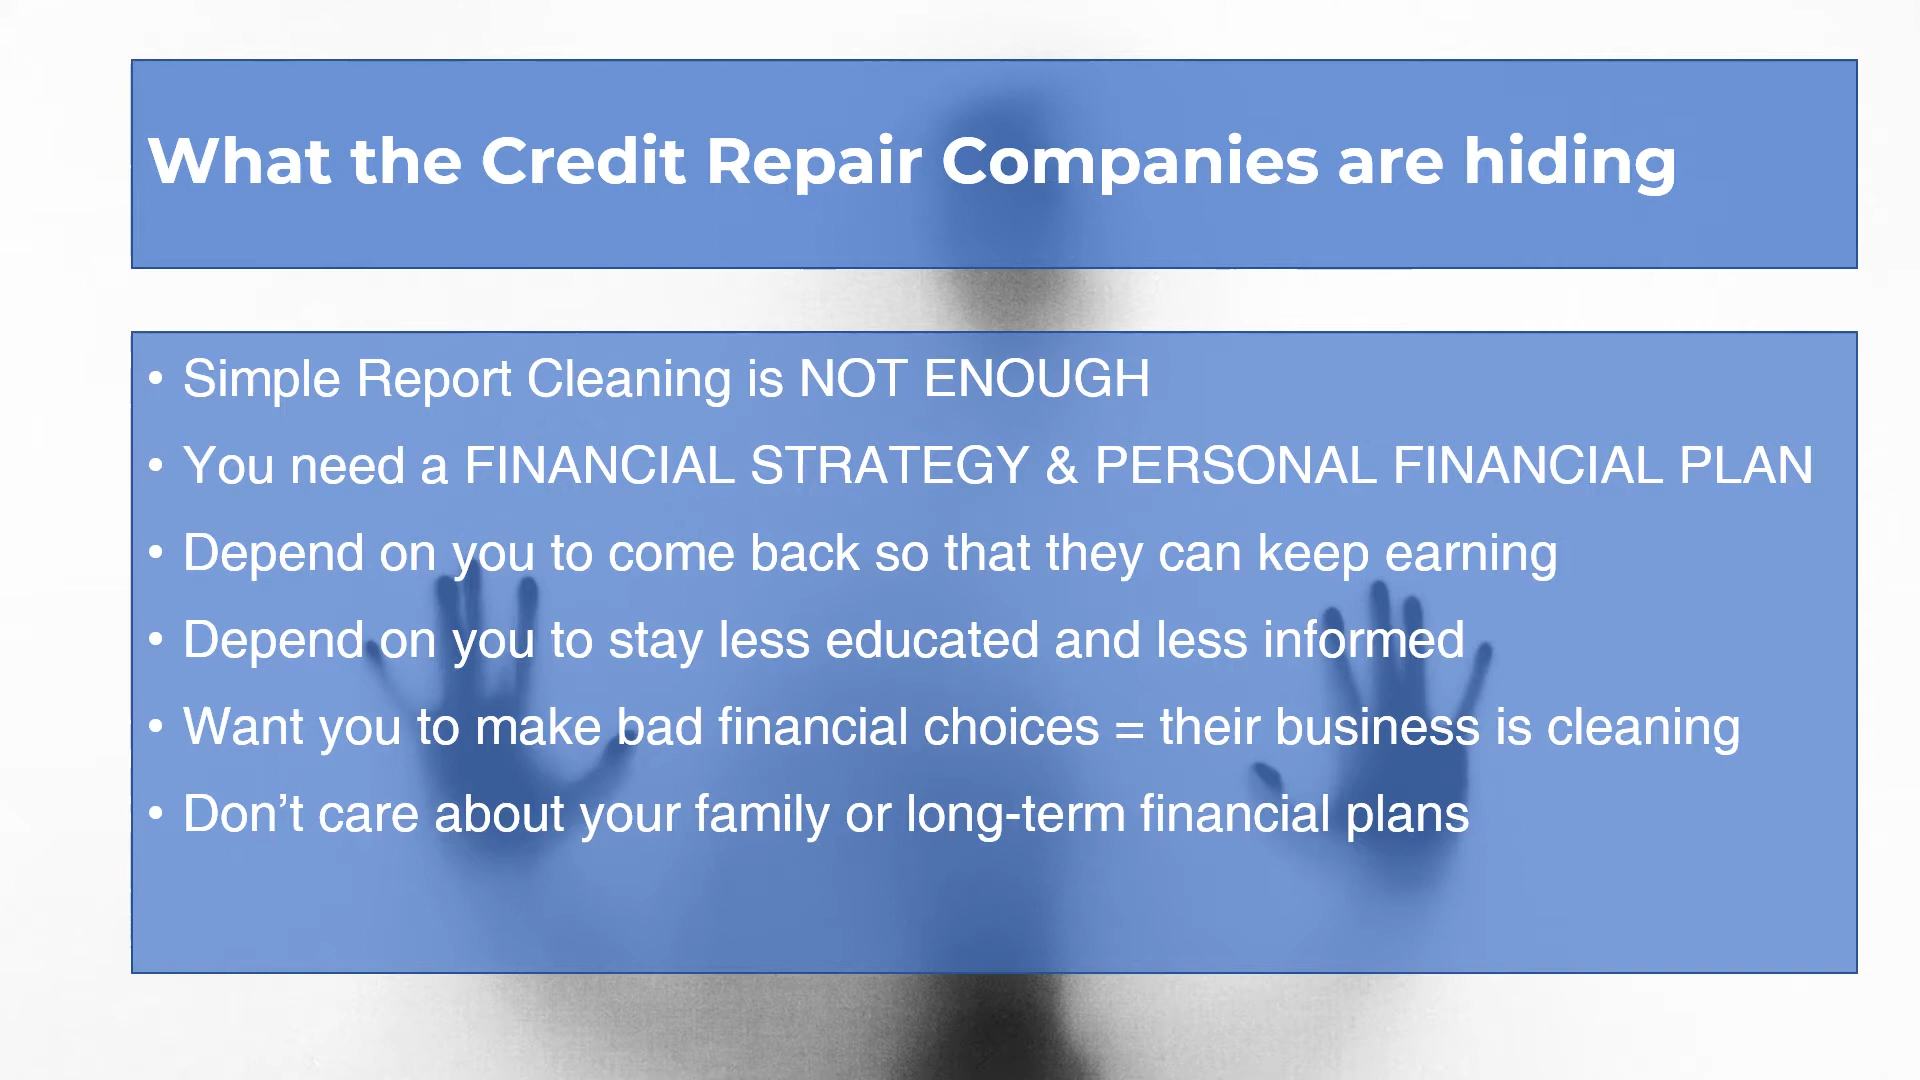 What the Credit Repair Companies are hiding
• Simple Report Cleaning is NOT ENOUGH
• You need a FINANCIAL STRATEGY & PERSONAL FINANCIAL PLAN
• Depend on you to come back so that they can keep earning
• Depend on you to stay less educated and less informed
• Want you to make bad financial choices = their business is cleaning
• Don’t care about your family or long-term financial plans